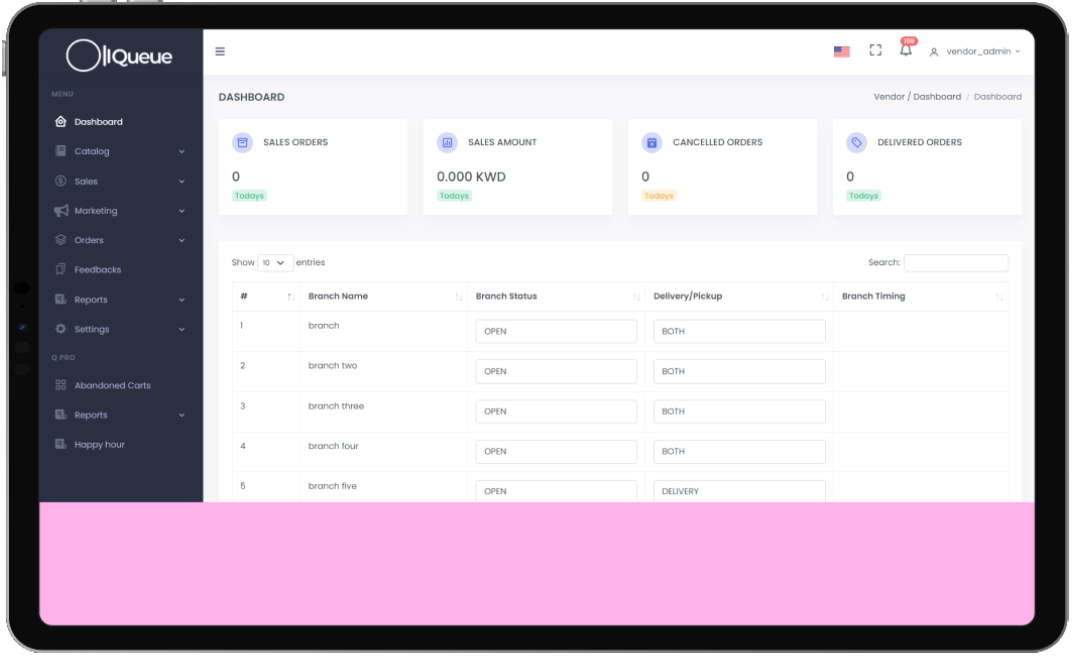 IQueue
159
vendor_admin
MENU
Dashboard
Catalog
Sales
Marketing
Orders
Feedbacks
Reports
Settings
Q PRO
Abandoned Carts
Reports
Happy hour
DASHBOARD
Vendor / Dashboard / Dashboard
SALES ORDERS
0
Todays
SALES AMOUNT
0.000 KWD
Todays
CANCELLED ORDERS
0
Todays
DELIVERED ORDERS
0
Todays
Show 10 entries
Search:
# Branch Name Branch Status Delivery/Pickup Branch Timing
1 branch OPEN BOTH
2 branch two OPEN BOTH
3 branch three OPEN BOTH
4 branch four OPEN BOTH
5 branch five OPEN DELIVERY